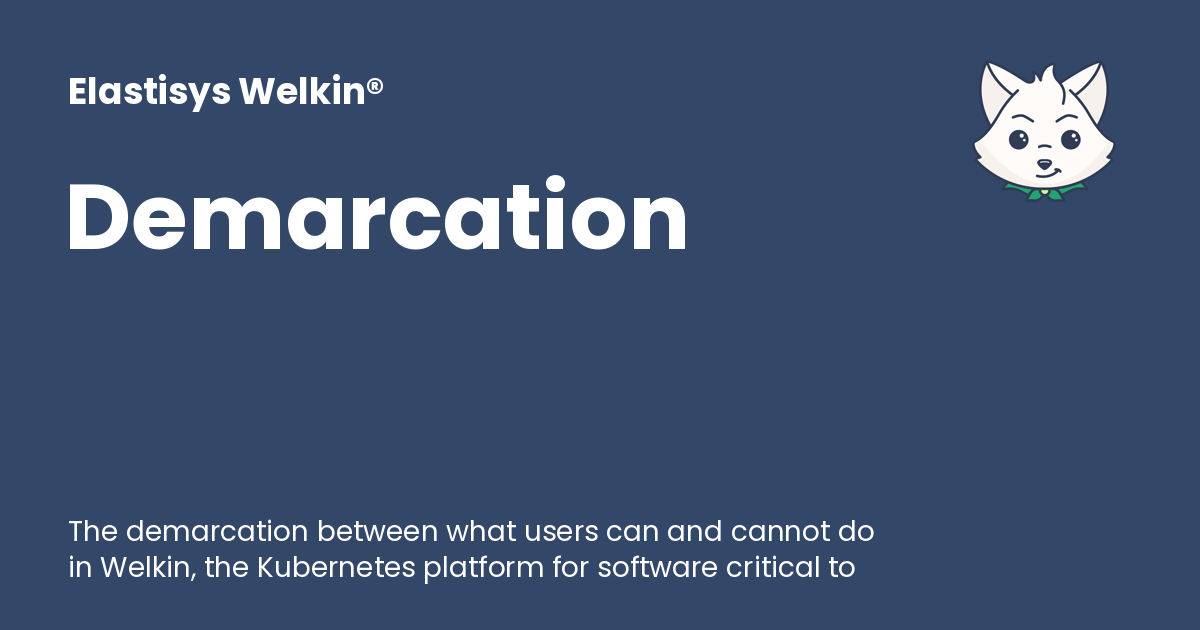 Elastisys Welkin®
Demarcation
The demarcation between what users can and cannot do
in Welkin, the Kubernetes platform for software critical to